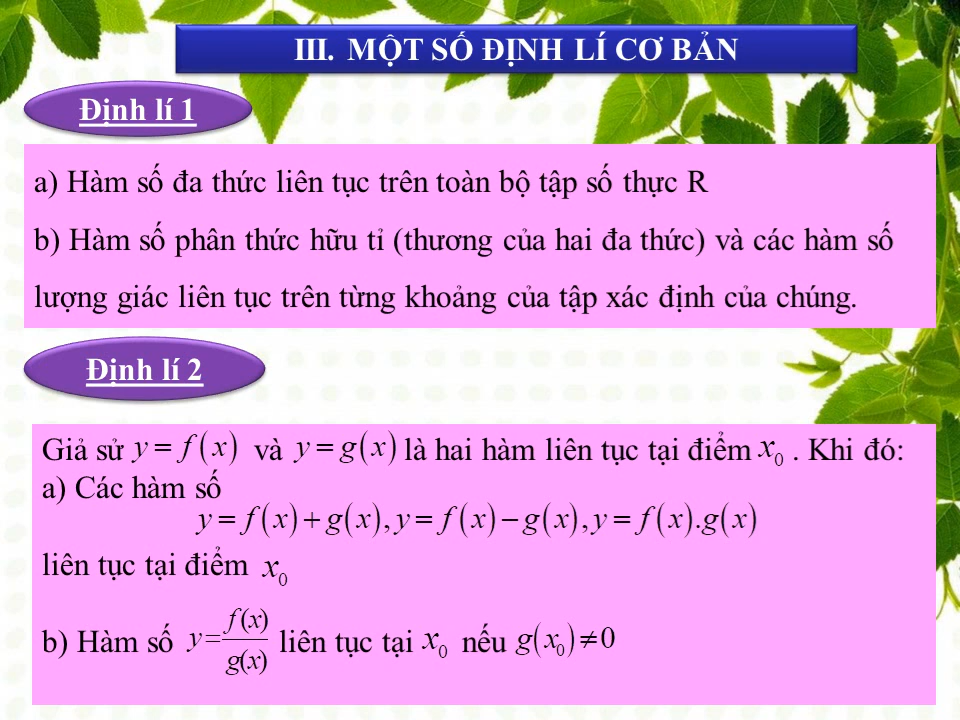 III. MỘT SỐ ĐỊNH LÍ CƠ BẢN
Định lí 1
a) Hàm số đa thức liên tục trên toàn bộ tập số thực R
b) Hàm số phân thức hữu tỉ (thương của hai đa thức) và các hàm số
lượng giác liên tục trên từng khoảng của tập xác định của chúng.
Định lí 2
Giả sử y = f(x) và y = g(x) là hai hàm liên tục tại điểm x₀ . Khi đó:
a) Các hàm số
y = f(x) + g(x), y = f(x) − g(x), y = f(x).g(x)
liên tục tại điểm x₀
b) Hàm số y = f(x)/g(x) liên tục tại x₀ nếu g(x₀) ≠ 0